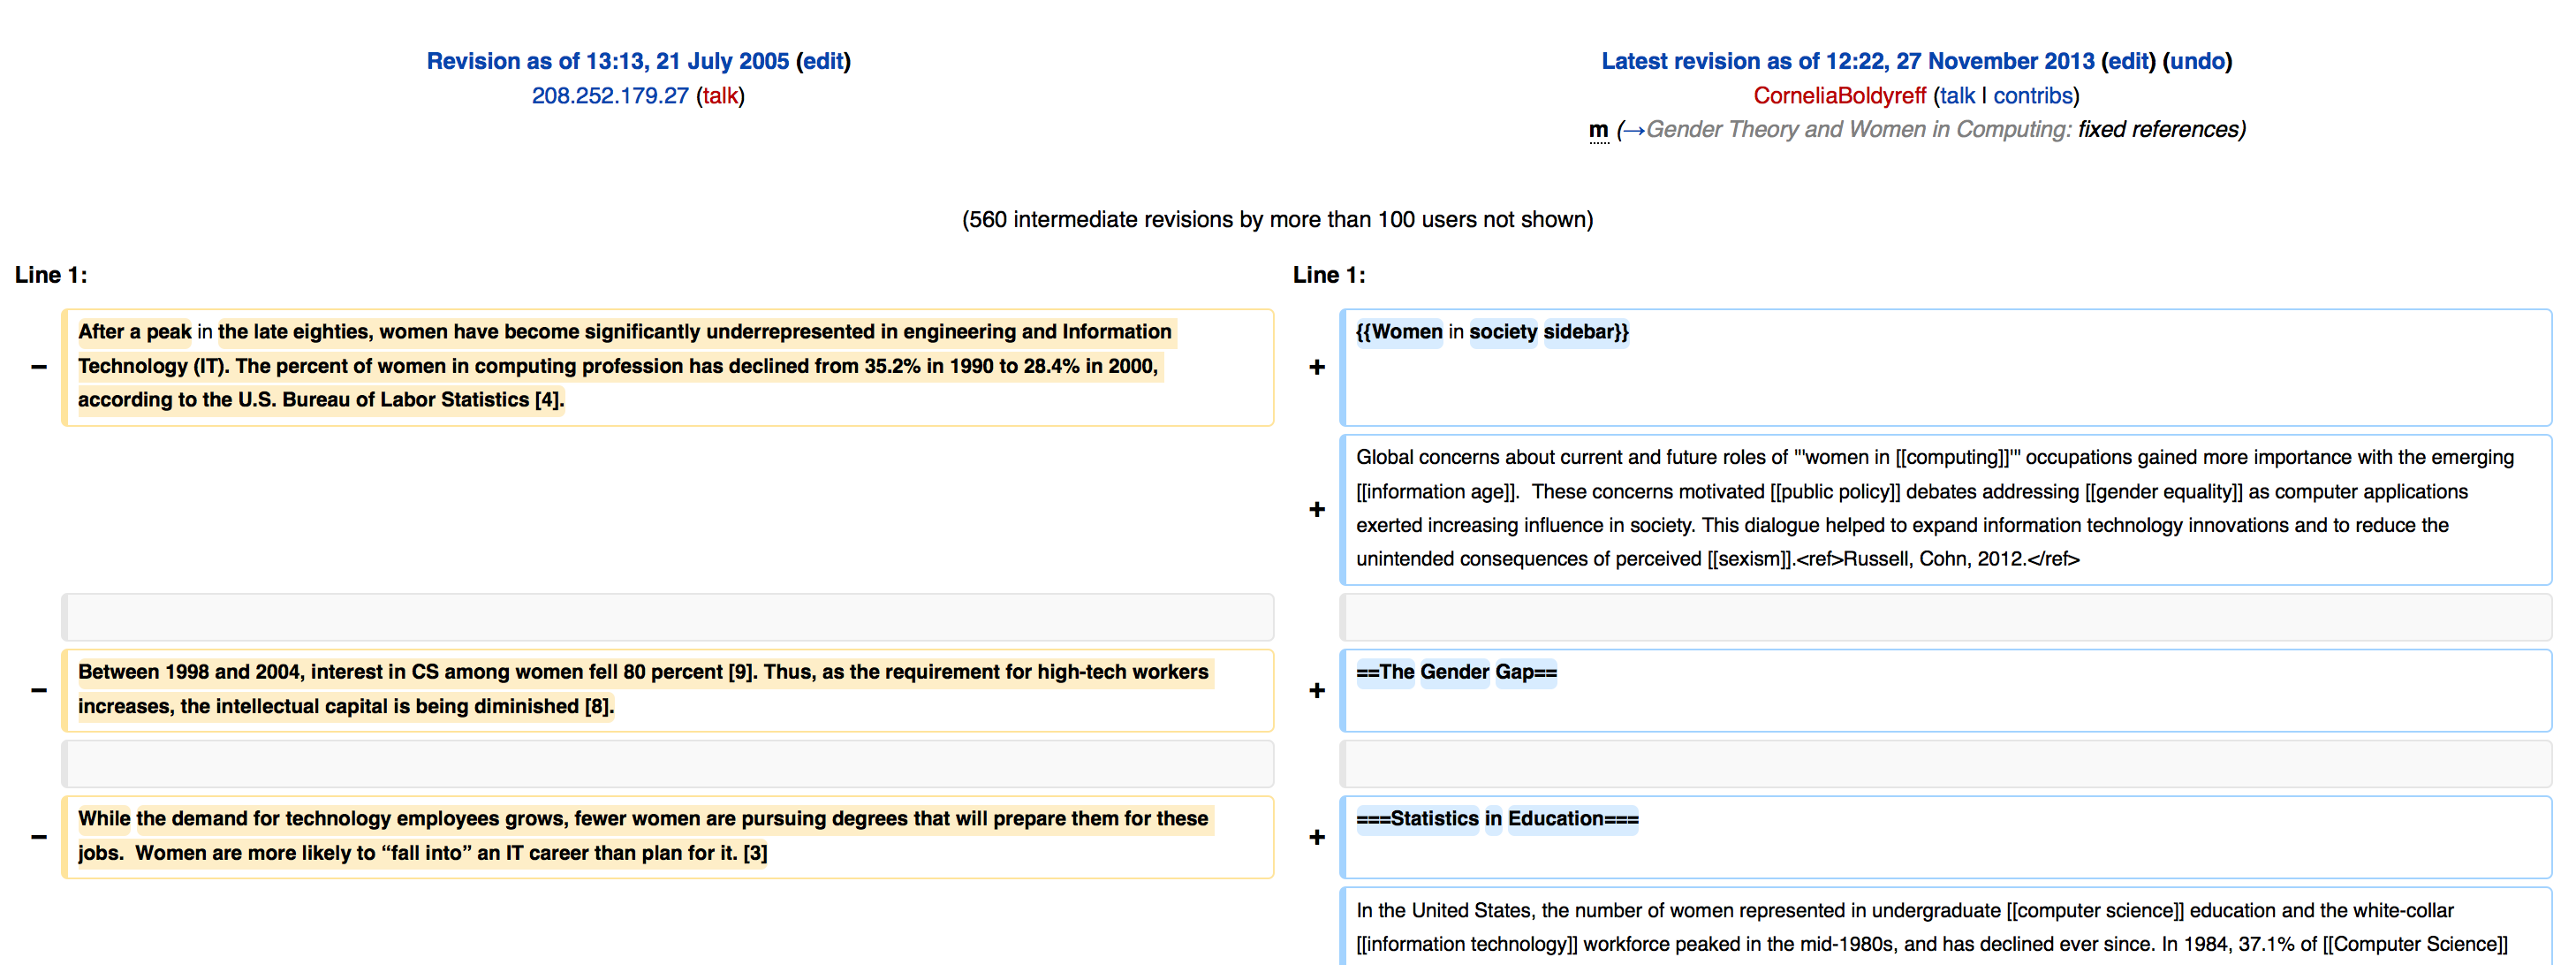 Revision as of 13:13, 21 July 2005 (edit)
208.252.179.27 (talk)
Latest revision as of 12:22, 27 November 2013 (edit) (undo)
CorneliaBoldyreff (talk | contribs)
m (→Gender Theory and Women in Computing: fixed references)
(560 intermediate revisions by more than 100 users not shown)
Line 1:
Line 1:
− After a peak in the late eighties, women have become significantly underrepresented in engineering and Information
Technology (IT). The percent of women in computing profession has declined from 35.2% in 1990 to 28.4% in 2000,
according to the U.S. Bureau of Labor Statistics [4].
+ {{Women in society sidebar}}
+ Global concerns about current and future roles of '''women in [[computing]]''' occupations gained more importance with the emerging
[[information age]].  These concerns motivated [[public policy]] debates addressing [[gender equality]] as computer applications
exerted increasing influence in society. This dialogue helped to expand information technology innovations and to reduce the
unintended consequences of perceived [[sexism]].<ref>Russell, Cohn, 2012.</ref>
− Between 1998 and 2004, interest in CS among women fell 80 percent [9]. Thus, as the requirement for high-tech workers
increases, the intellectual capital is being diminished [8].
+ ==The Gender Gap==
− While the demand for technology employees grows, fewer women are pursuing degrees that will prepare them for these
jobs.  Women are more likely to “fall into” an IT career than plan for it. [3]
+ ===Statistics in Education===
In the United States, the number of women represented in undergraduate [[computer science]] education and the white-collar
[[information technology]] workforce peaked in the mid-1980s, and has declined ever since. In 1984, 37.1% of [[Computer Science]]